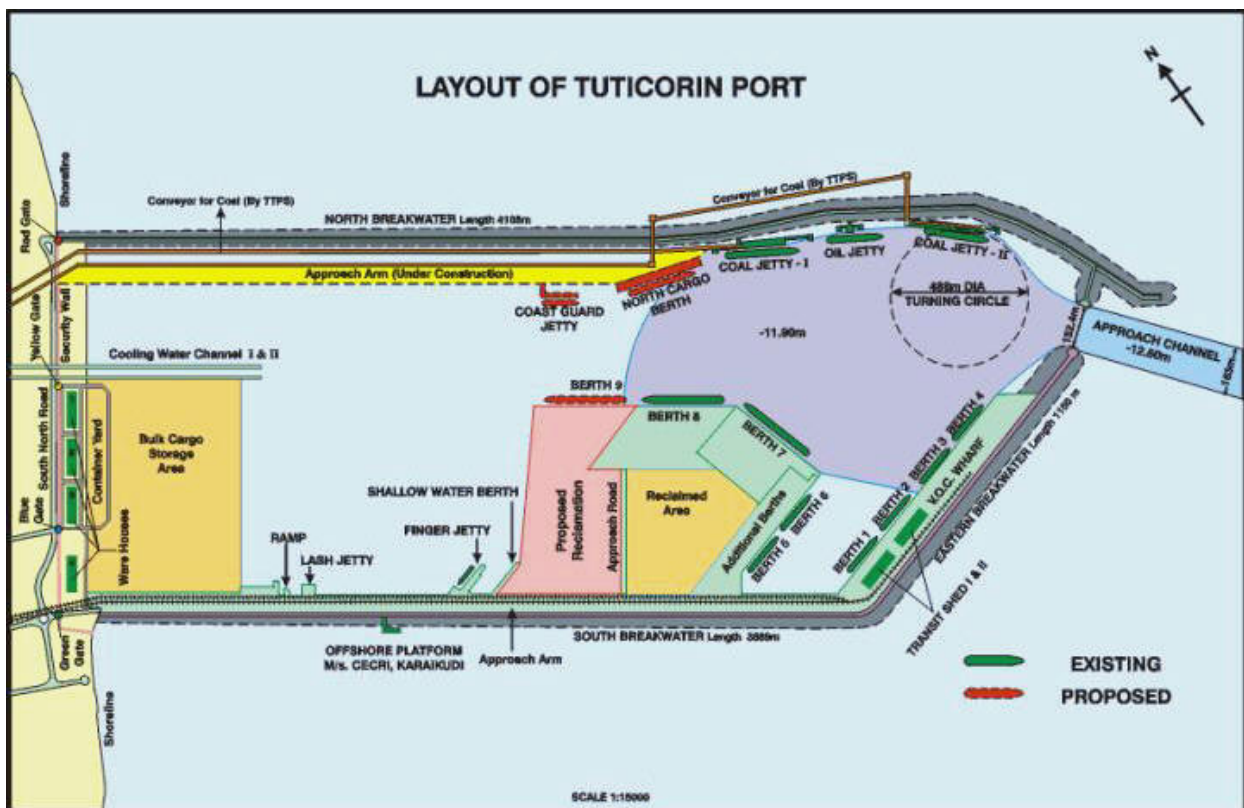 LAYOUT OF TUTICORIN PORT
N
Shoreline
Red Gate
Conveyor for Coal (By TTPS)
NORTH BREAKWATER Length 4108m
Conveyor for Coal (By TTPS)
Approach Arm (Under Construction)
COAL JETTY - I
OIL JETTY
COAL JETTY - II
NORTH CARGO
BERTH
COAST GUARD
JETTY
488m DIA
TURNING CIRCLE
-11.90m
152.4m
APPROACH CHANNEL
-12.80m
183m
Yellow Gate
Security Wall
Cooling Water Channel I & II
South North Road
Container Yard
Bulk Cargo
Storage
Area
BERTH 9
BERTH 8
BERTH 7
BERTH 4
BERTH 3
BERTH 2
BERTH 1
V.O.C. WHARF
EASTERN BREAKWATER Length 1100 m
BERTH 6
BERTH 5
Additional Berths
Reclaimed
Area
Approach Road
Proposed
Reclamation
SHALLOW WATER BERTH
FINGER JETTY
RAMP
LASH JETTY
Blue
Gate
Ware Houses
TRANSIT SHED I & II
SOUTH BREAKWATER Length
Approach Arm
OFFSHORE PLATFORM
M/s. CECRI, KARAIKUDI
Green
Gate
Shoreline
EXISTING
PROPOSED
SCALE 1:15000